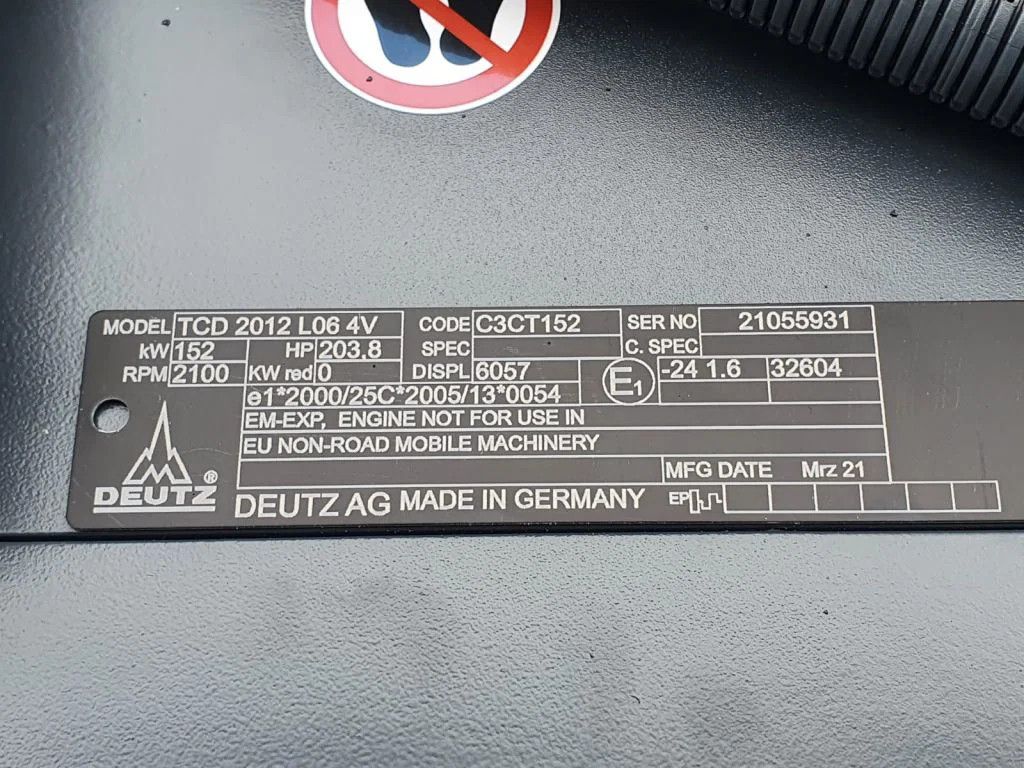 MODEL TCD 2012 L06 4V CODE C3CT152 SER NO 21055931
kW 152 HP 203.8 SPEC C. SPEC
RPM 2100 KW red 0 DISPL 6057 E1 -24 1.6 32604
e1*2000/25C*2005/13*0054
EM-EXP, ENGINE NOT FOR USE IN
EU NON-ROAD MOBILE MACHINERY
MFG DATE Mrz 21
DEUTZ ®
DEUTZ AG MADE IN GERMANY EP